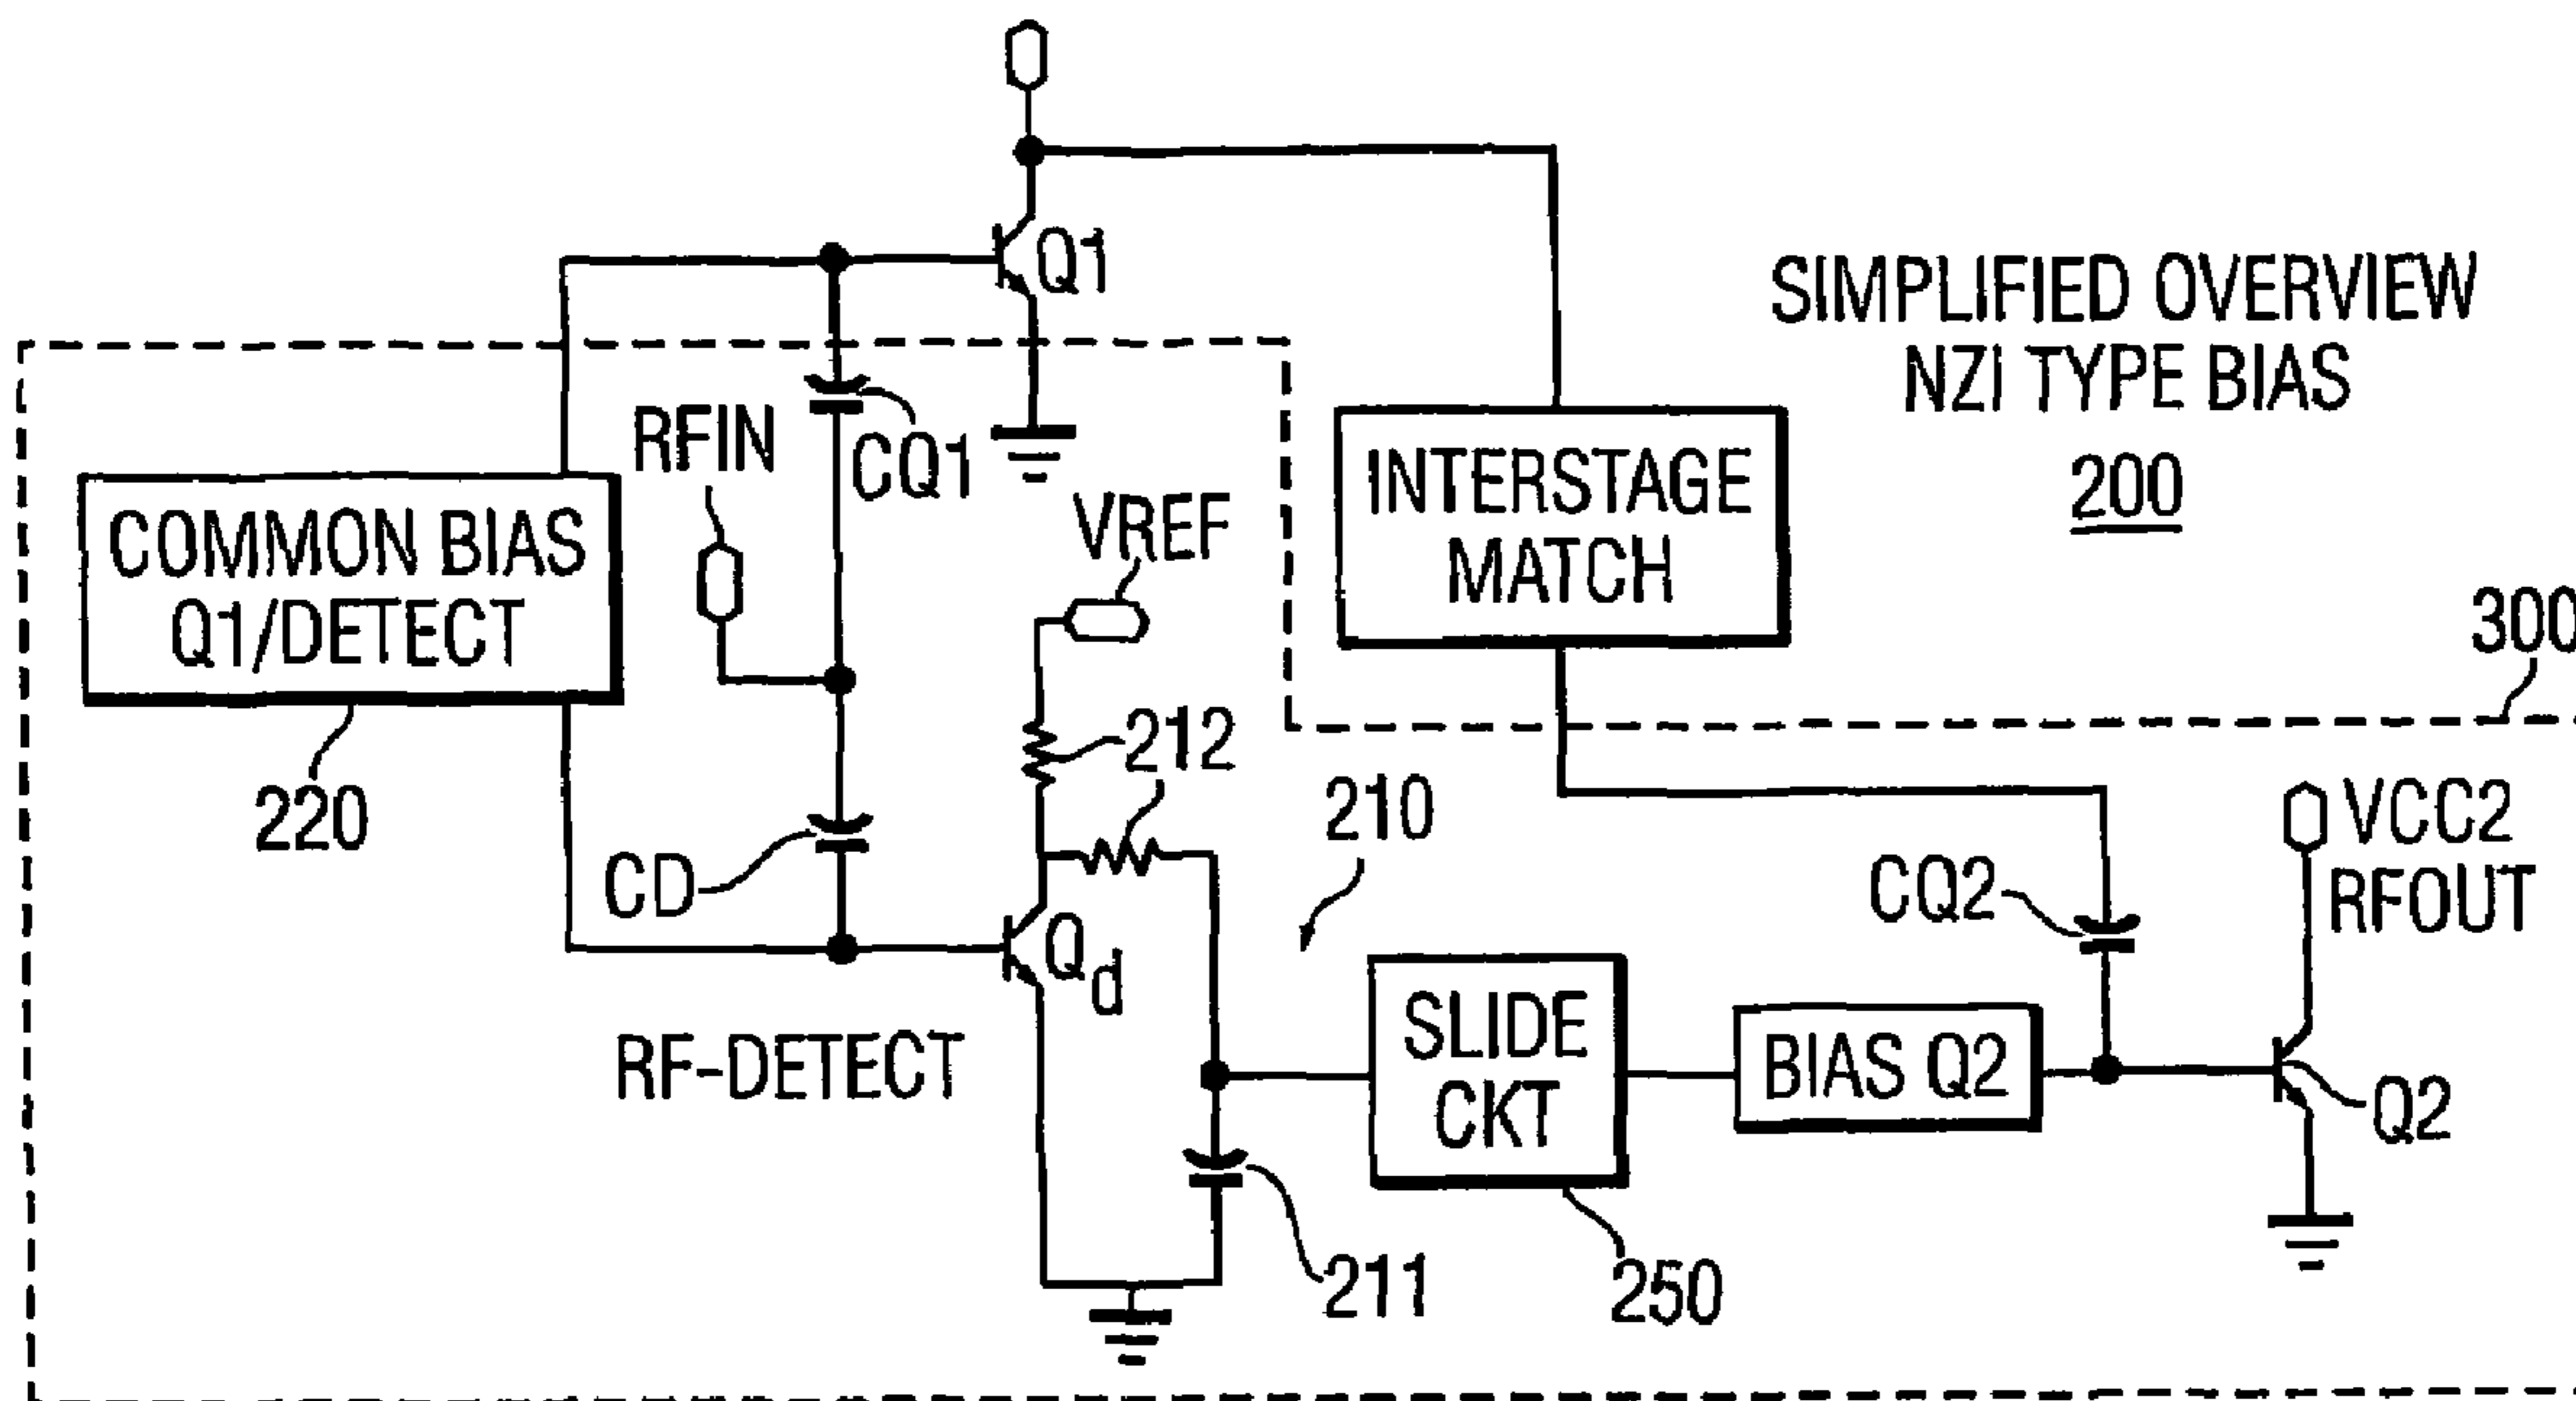 Q1
SIMPLIFIED OVERVIEW
NZI TYPE BIAS
200
RFIN
CQ1
INTERSTAGE
MATCH
VREF
COMMON BIAS
Q1/DETECT
300
212
220
210
VCC2
RFOUT
CD
CQ2
Qd
SLIDE
CKT
RF-DETECT
BIAS Q2
Q2
211
250